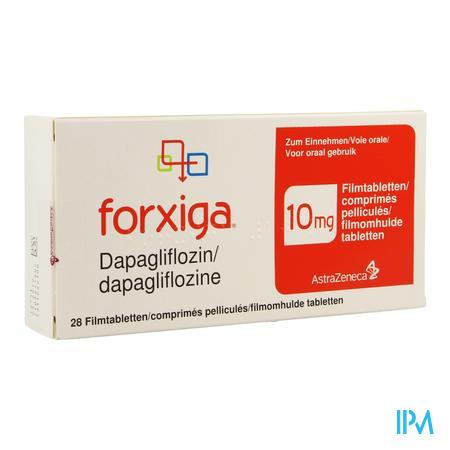 Zum Einnehmen/Voie orale/
Voor oraal gebruik
forxiga®
10mg
Filmtabletten/
comprimés
pelliculés/
filmomhulde
tabletten
Dapagliflozin/
dapagliflozine
AstraZeneca
28 Filmtabletten/comprimés pelliculés/filmomhulde tabletten
IPM